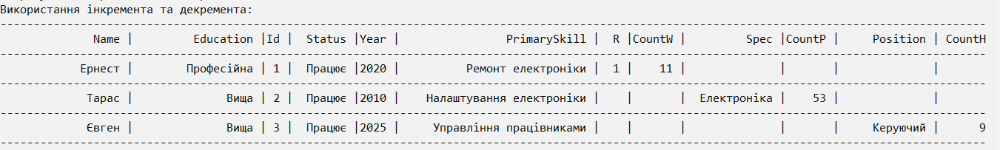 Використання інкремента та декремента:
------------------------------------------------------------------------------------------------------------------------------------------------------
Name | Education |Id | Status |Year | PrimarySkill | R |CountW | Spec |CountP | Position | CountH
------------------------------------------------------------------------------------------------------------------------------------------------------
Ернест | Професійна | 1 | Працює |2020 | Ремонт електроніки | 1 | 11 | | | |
------------------------------------------------------------------------------------------------------------------------------------------------------
Тарас | Вища | 2 | Працює |2010 | Налаштування електроніки | | | Електроніка | 53 | |
------------------------------------------------------------------------------------------------------------------------------------------------------
Євген | Вища | 3 | Працює |2025 | Управління працівниками | | | | | Керуючий | 9
------------------------------------------------------------------------------------------------------------------------------------------------------